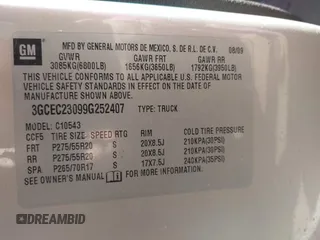 GM
MFD BY GENERAL MOTORS DE MEXICO, S. DE R.L. DE C.V. 08/09
GVWR GAWR FRT GAWR RR
3085KG(6800LB) 1656KG(3650LB) 1792KG(3950LB)
THIS VEHICLE CONFORMS TO ALL APPLICABLE U.S. FEDERAL MOTOR
VEHICLE SAFETY STANDARDS IN EFFECT ON THE DATE OF
MANUFACTURE SHOWN ABOVE.
3GCEC23099G252407 TYPE: TRUCK
MODEL: C10543
CCF5 TIRE SIZE SPEED RTG RIM COLD TIRE PRESSURE
FRT P275/55R20 S 20X8.5J 210KPA(30PSI)
RR P275/55R20 S 20X8.5J 210KPA(30PSI)
SPA P265/70R17 S 17X7.5J 240KPA(35PSI)
SEE OWNER'S MANUAL FOR ADDITIONAL INFORMATION.
DREAMBID